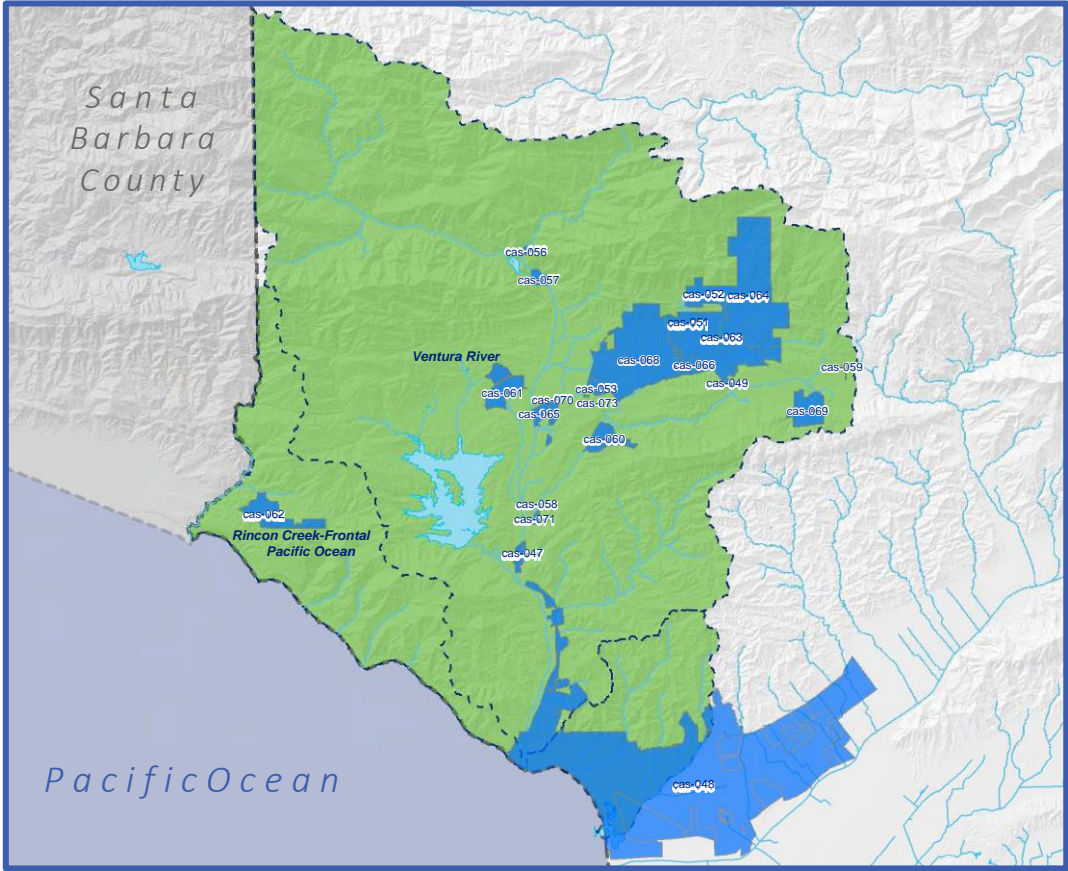 Santa
Barbara
County
cas-056
cas-057
cas-052
cas-064
cas-051
cas-063
Ventura River
cas-068
cas-066
cas-059
cas-049
cas-061
cas-053
cas-070
cas-073
cas-065
cas-069
cas-060
cas-058
cas-062
cas-071
Rincon Creek-Frontal
Pacific Ocean
cas-047
Pacific Ocean
cas-048